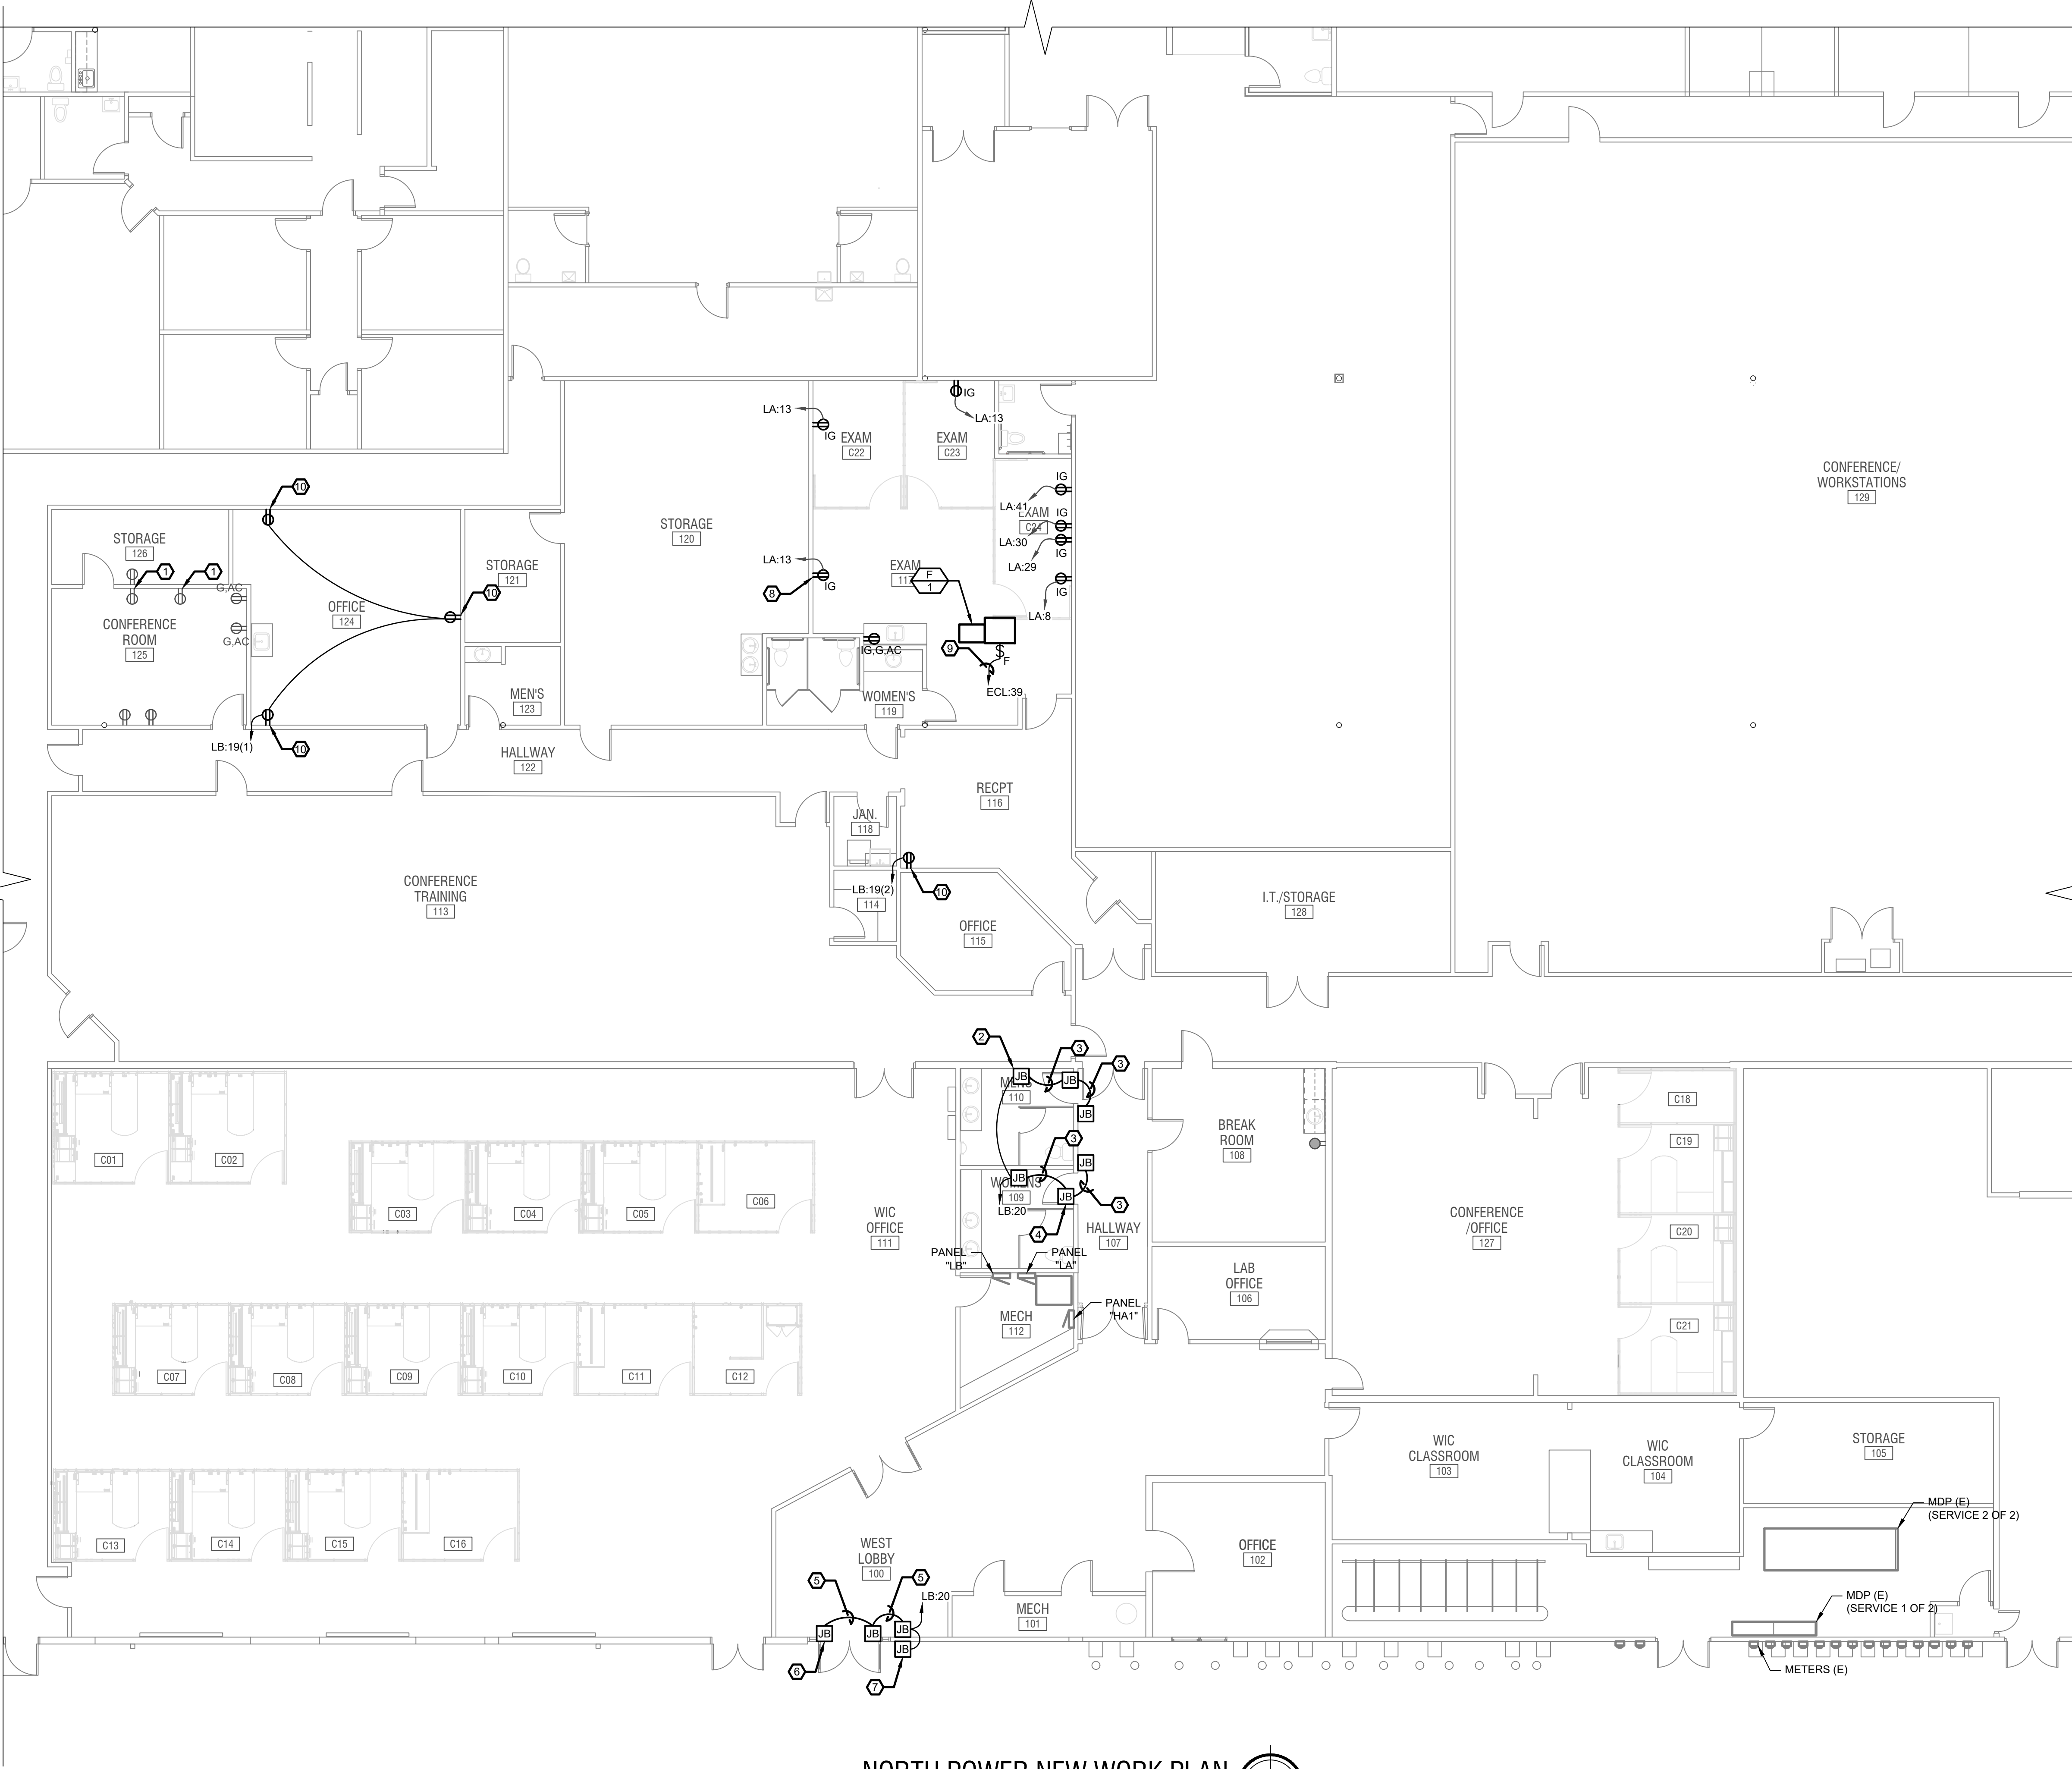 LA:13
IG
EXAM
C22
IG
LA:13
EXAM
C23
CONFERENCE/
WORKSTATIONS
129
10
IG
LA:41
EXAM
C24
IG
LA:30
IG
LA:29
IG
LA:8
STORAGE
120
STORAGE
126
1
1
G,AC
G,AC
CONFERENCE
ROOM
125
OFFICE
124
STORAGE
121
10
LA:13
IG
8
EXAM
117
F
1
IG,G,AC
9
$
F
ECL:39
MEN'S
123
WOMEN'S
119
LB:19(1)
10
HALLWAY
122
RECPT
116
JAN.
118
LB:19(2)
114
10
CONFERENCE
TRAINING
113
OFFICE
115
I.T./STORAGE
128
2
3
3
JB
JB
JB
MENS
110
3
JB
JB
JB
WOMENS
109
LB:20
3
4
HALLWAY
107
BREAK
ROOM
108
C18
C19
C20
C21
CONFERENCE
/OFFICE
127
C01
C02
C03
C04
C05
C06
WIC
OFFICE
111
PANEL
"LB"
PANEL
"LA"
PANEL
"HA1"
MECH
112
LAB
OFFICE
106
C07
C08
C09
C10
C11
C12
WIC
CLASSROOM
103
WIC
CLASSROOM
104
STORAGE
105
C13
C14
C15
C16
MDP (E)
(SERVICE 2 OF 2)
WEST
LOBBY
100
OFFICE
102
5
5
LB:20
MECH
101
MDP (E)
(SERVICE 1 OF 2)
JB
JB
JB
JB
6
7
METERS (E)
NORTH POWER NEW WORK PLAN